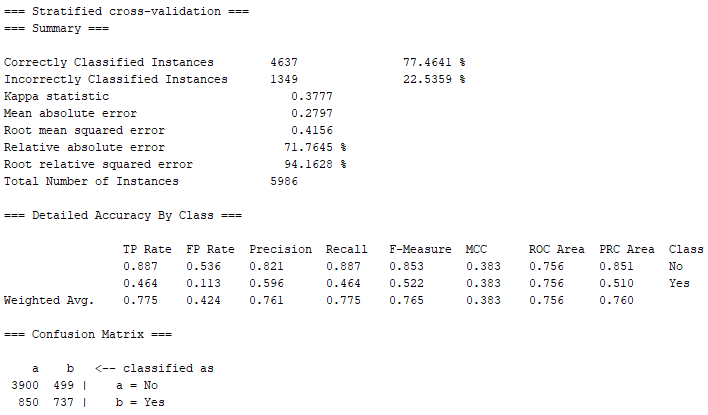 === Stratified cross-validation ===
=== Summary ===
Correctly Classified Instances 4637 77.4641 %
Incorrectly Classified Instances 1349 22.5359 %
Kappa statistic 0.3777
Mean absolute error 0.2797
Root mean squared error 0.4156
Relative absolute error 71.7645 %
Root relative squared error 94.1628 %
Total Number of Instances 5986
=== Detailed Accuracy By Class ===
TP Rate FP Rate Precision Recall F-Measure MCC ROC Area PRC Area Class
0.887 0.536 0.821 0.887 0.853 0.383 0.756 0.851 No
0.464 0.113 0.596 0.464 0.522 0.383 0.756 0.510 Yes
Weighted Avg. 0.775 0.424 0.761 0.775 0.765 0.383 0.756 0.760
=== Confusion Matrix ===
a b <-- classified as
3900 499 | a = No
850 737 | b = Yes